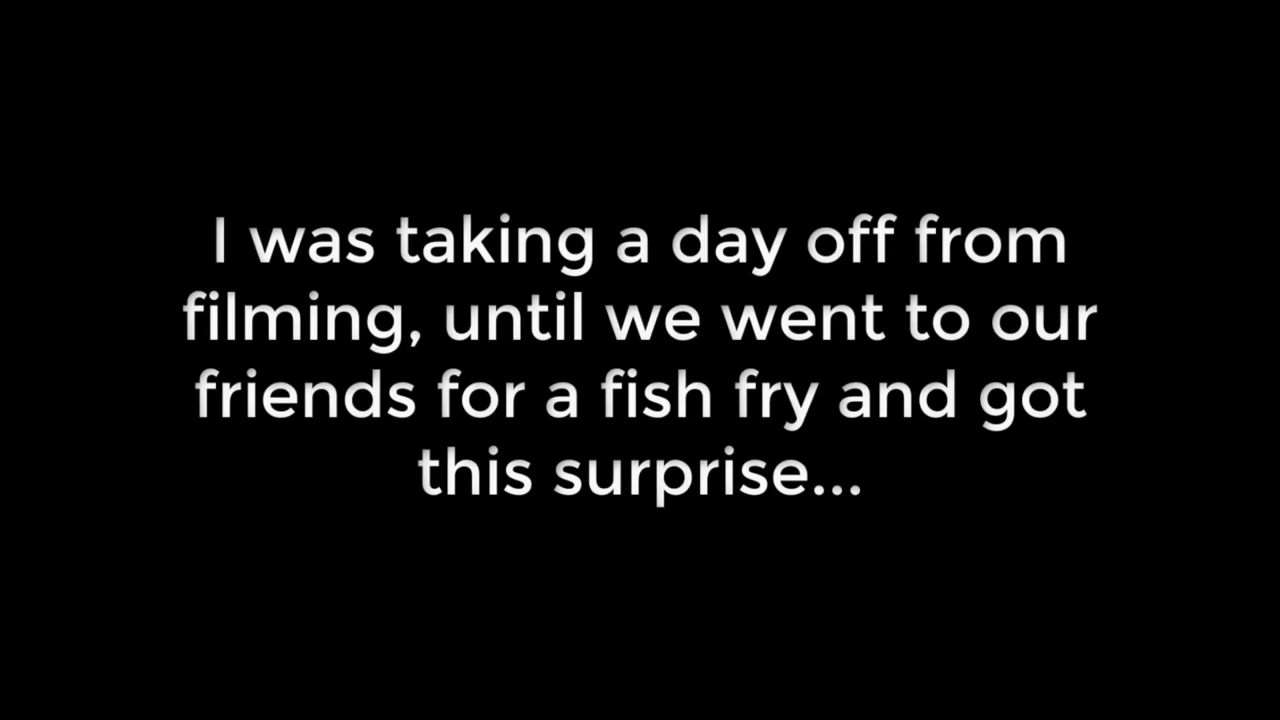 I was taking a day off from
filming, until we went to our
friends for a fish fry and got
this surprise...